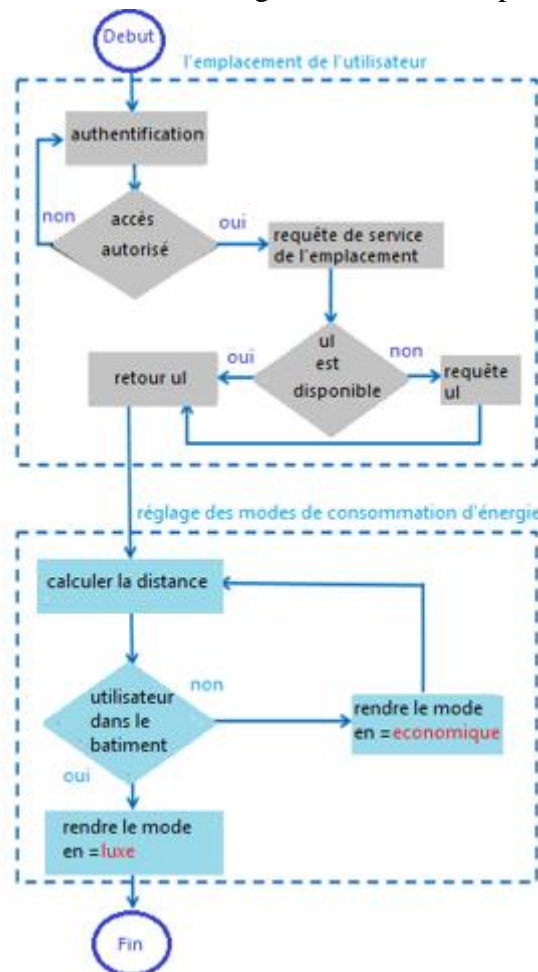 Debut
l'emplacement de l'utilisateur
authentification
non
accès
autorisé
oui
requête de service
de l'emplacement
ul
est
disponible
oui
non
retour ul
requête
ul
réglage des modes de consommation d'énergie
calculer la distance
utilisateur
dans le
batiment
non
rendre le mode
en =economique
oui
rendre le mode
en =luxe
Fin